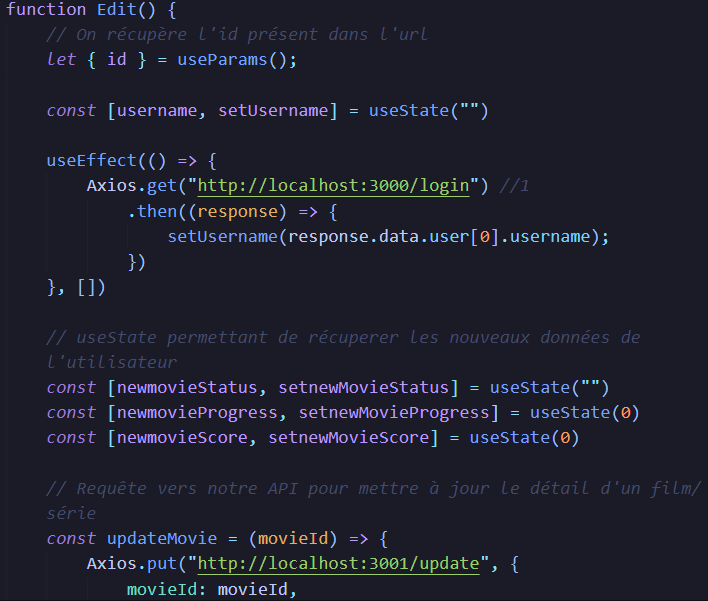 function Edit() {
// On récupère l'id présent dans l'url
let { id } = useParams();
const [username, setUsername] = useState("")
useEffect(() => {
Axios.get("http://localhost:3000/login") //1
.then((response) => {
setUsername(response.data.user[0].username);
})
}, [])
// useState permettant de récuperer les nouveaux données de
l'utilisateur
const [newmovieStatus, setnewMovieStatus] = useState("")
const [newmovieProgress, setnewMovieProgress] = useState(0)
const [newmovieScore, setnewMovieScore] = useState(0)
// Requête vers notre API pour mettre à jour le détail d'un film/
série
const updateMovie = (movieId) => {
Axios.put("http://localhost:3001/update", {
movieId: movieId,